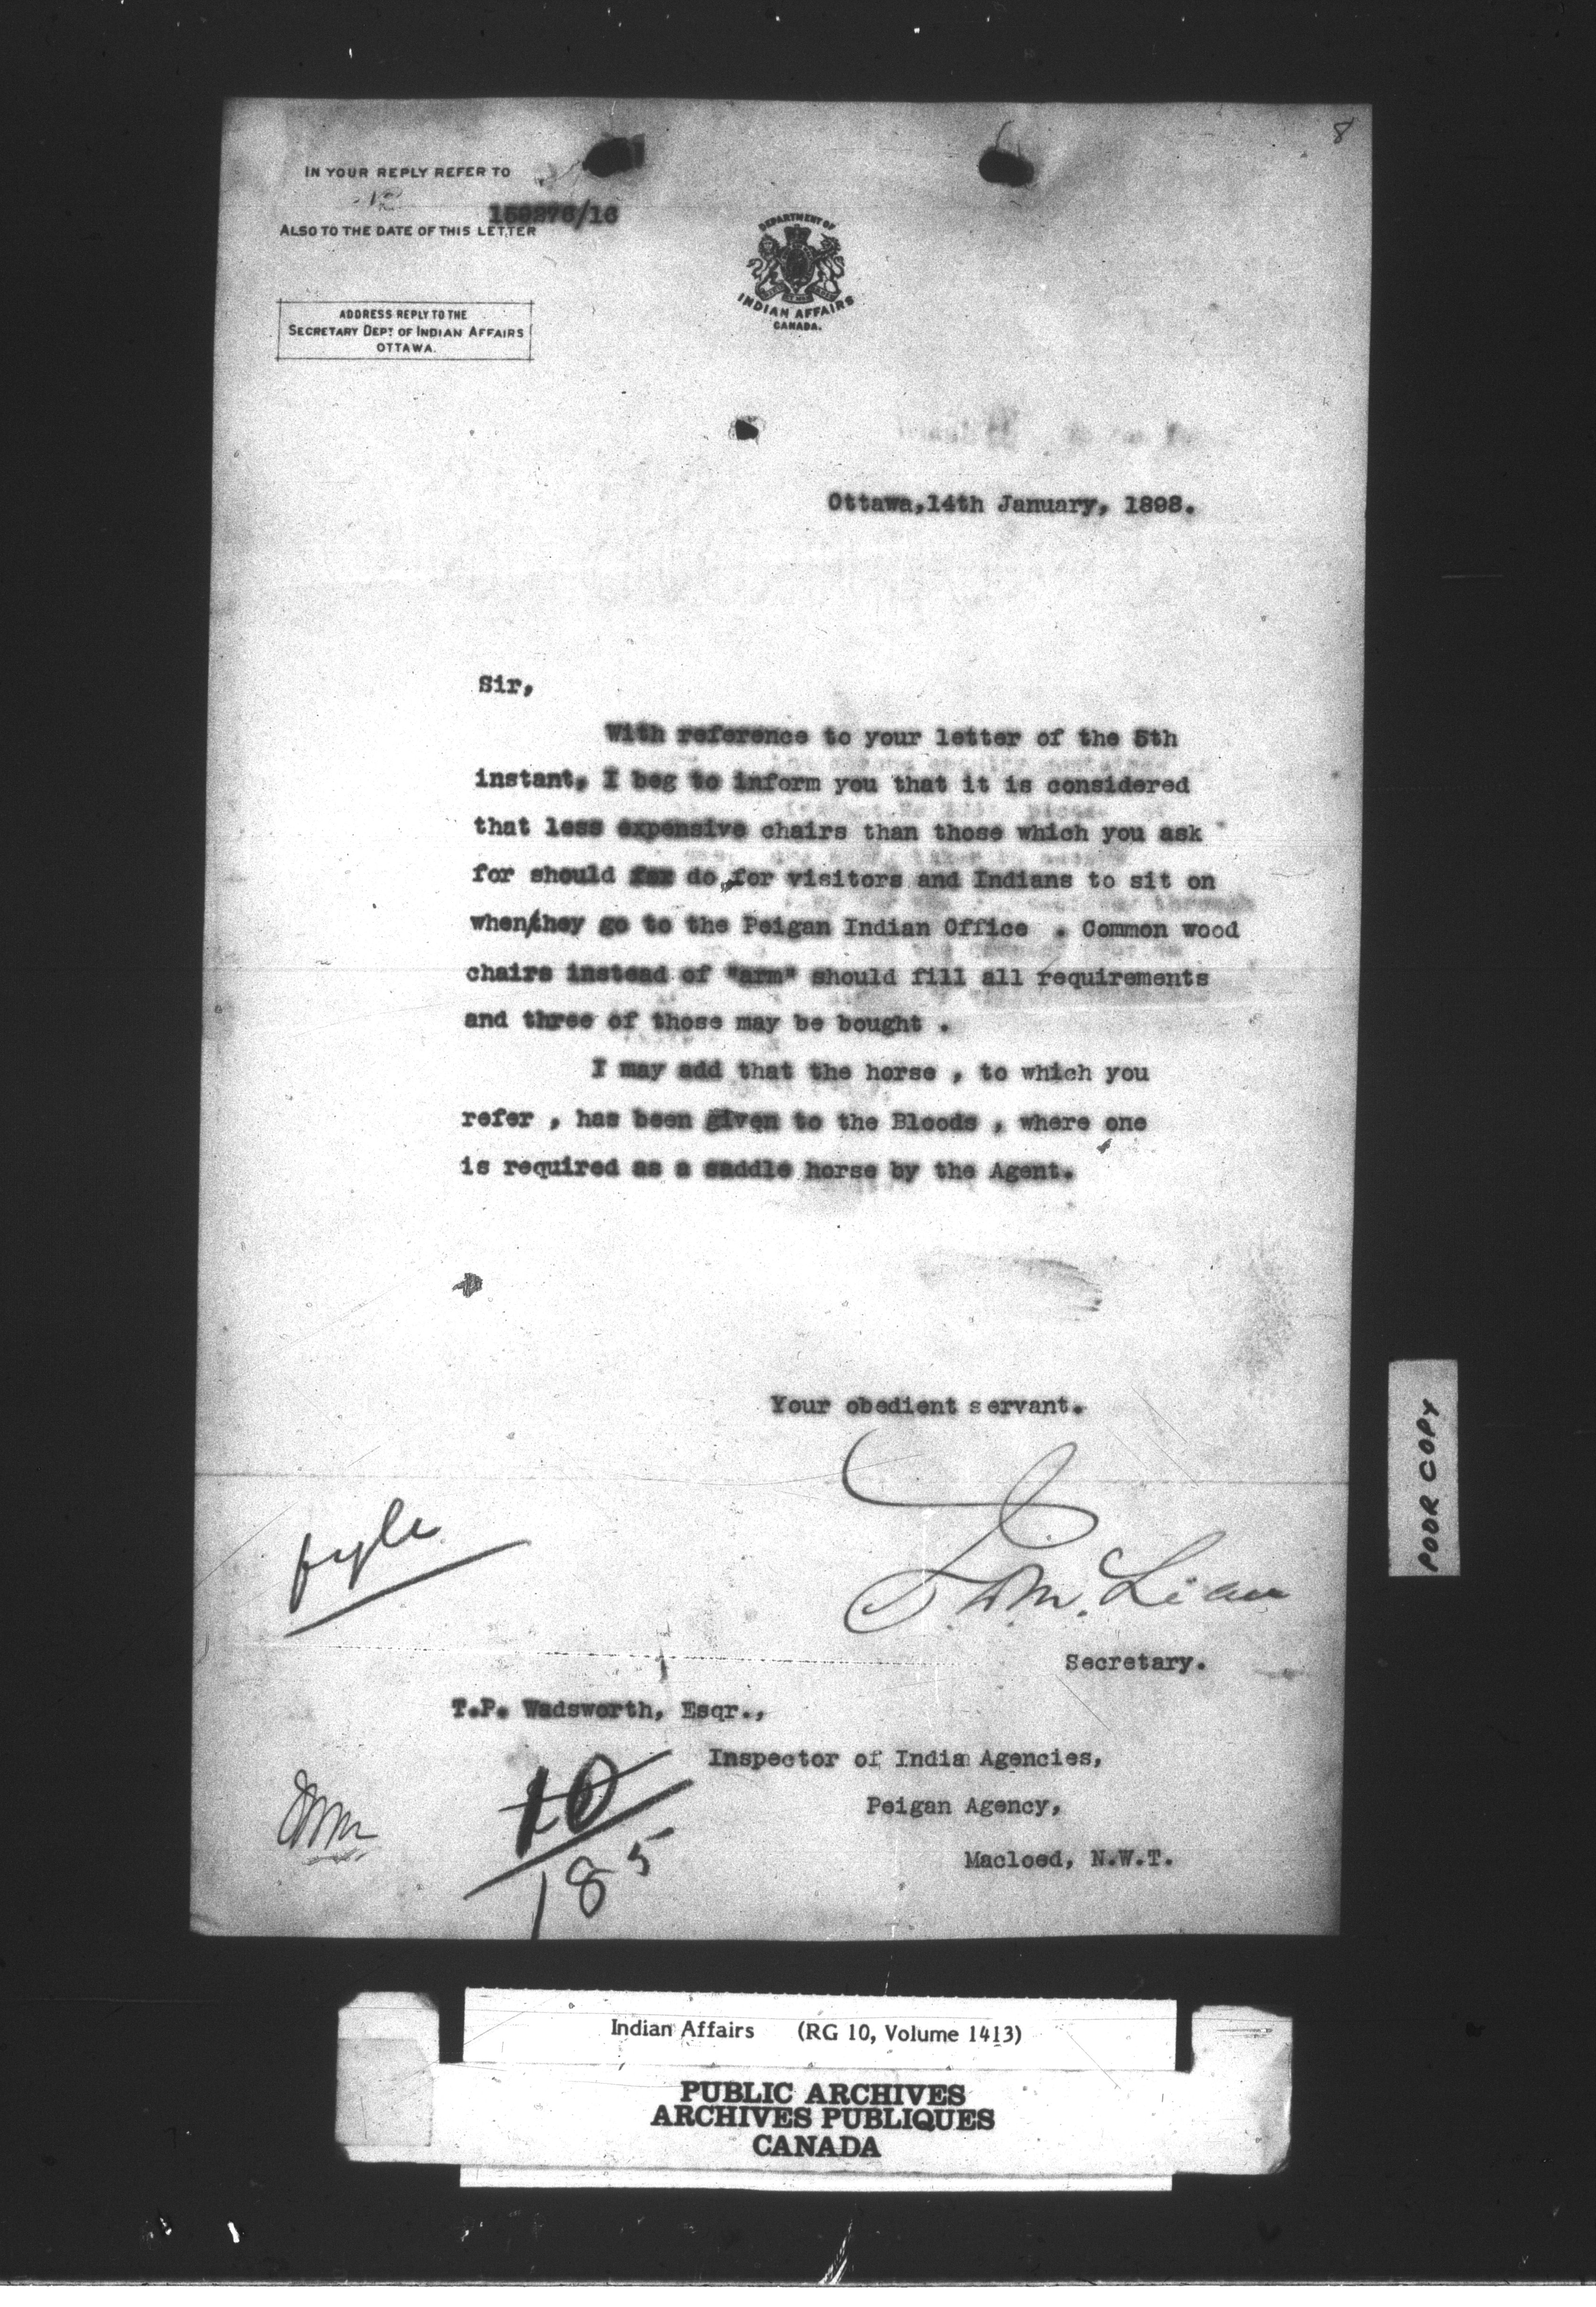 8
IN YOUR REPLY REFER TO
159276/16
ALSO TO THE DATE OF THIS LETTER
ADDRESS REPLY TO THE
SECRETARY DEPT OF INDIAN AFFAIRS
OTTAWA.
DEPARTMENT OF
INDIAN AFFAIRS
CANADA.
Ottawa,14th January, 1898.
Sir,
With reference to your letter of the 5th
instant, I beg to inform you that it is considered
that less expensive chairs than those which you ask
for should for do for visitors and Indians to sit on
when/they go to the Peigan Indian Office . Common wood
chairs instead of "arm" should fill all requirements
and three of those may be bought .
I may add that the horse , to which you
refer , has been given to the Bloods , where one
is required as a saddle horse by the Agent.
Your obedient servant.
fyle
Secretary.
T.P. Wadsworth, Esqr.,
Inspector of Indian Agencies,
Peigan Agency,
Macloed, N.W.T.
10
185
POOR COPY
Indian Affairs (RG 10, Volume 1413)
PUBLIC ARCHIVES
ARCHIVES PUBLIQUES
CANADA